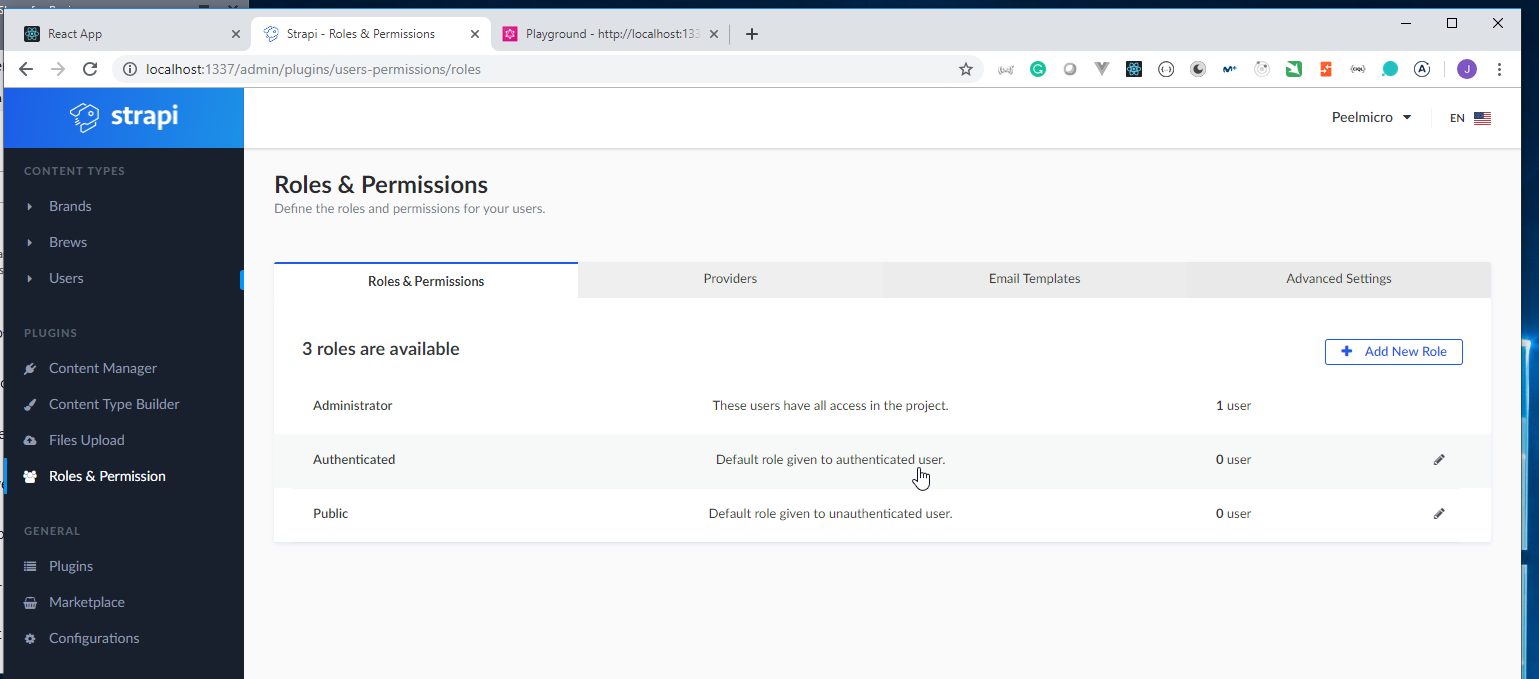 React App
Strapi - Roles & Permissions
Playground - http://localhost:133
localhost:1337/admin/plugins/users-permissions/roles
J
strapi
Peelmicro
EN
CONTENT TYPES
Brands
Brews
Users
PLUGINS
Content Manager
Content Type Builder
Files Upload
Roles & Permission
GENERAL
Plugins
Marketplace
Configurations
Roles & Permissions
Define the roles and permissions for your users.
Roles & Permissions Providers Email Templates Advanced Settings
3 roles are available
Add New Role
Administrator These users have all access in the project. 1 user
Authenticated Default role given to authenticated user. 0 user
Public Default role given to unauthenticated user. 0 user